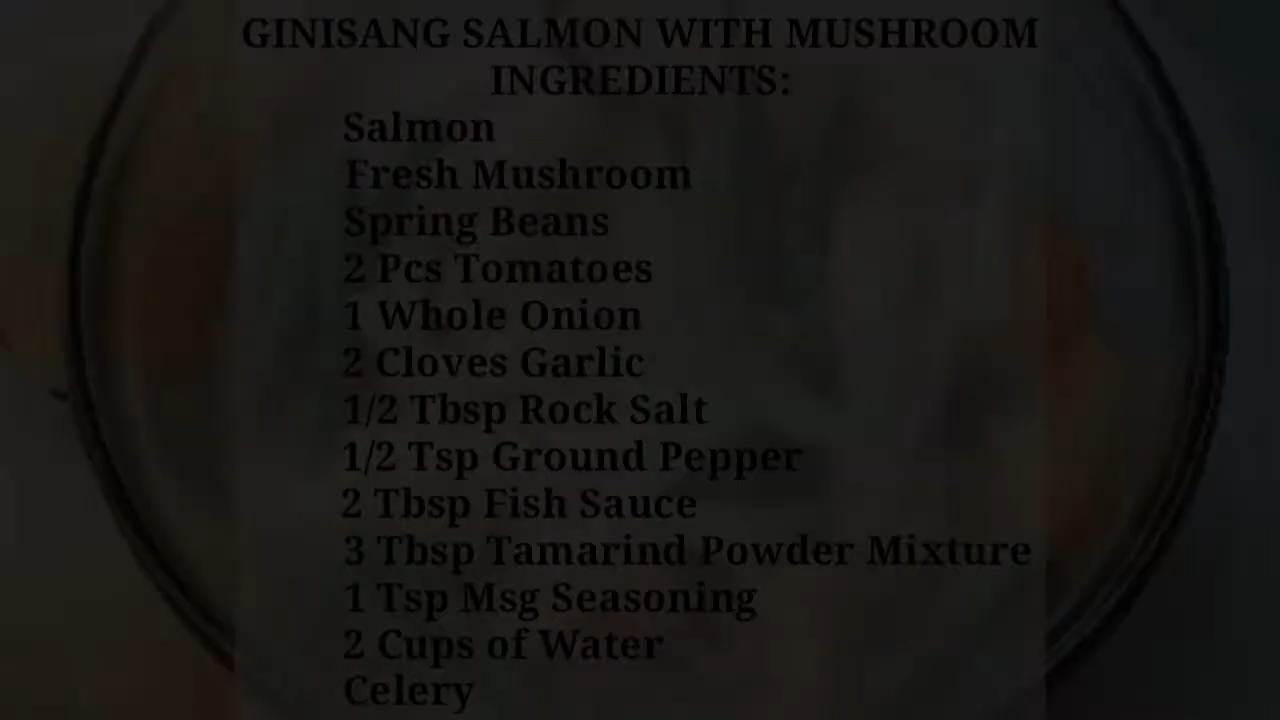 GINISANG SALMON WITH MUSHROOM
INGREDIENTS:
Salmon
Fresh Mushroom
Spring Beans
2 Pcs Tomatoes
1 Whole Onion
2 Cloves Garlic
1/2 Tbsp Rock Salt
1/2 Tsp Ground Pepper
2 Tbsp Fish Sauce
3 Tbsp Tamarind Powder Mixture
1 Tsp Msg Seasoning
2 Cups of Water
Celery